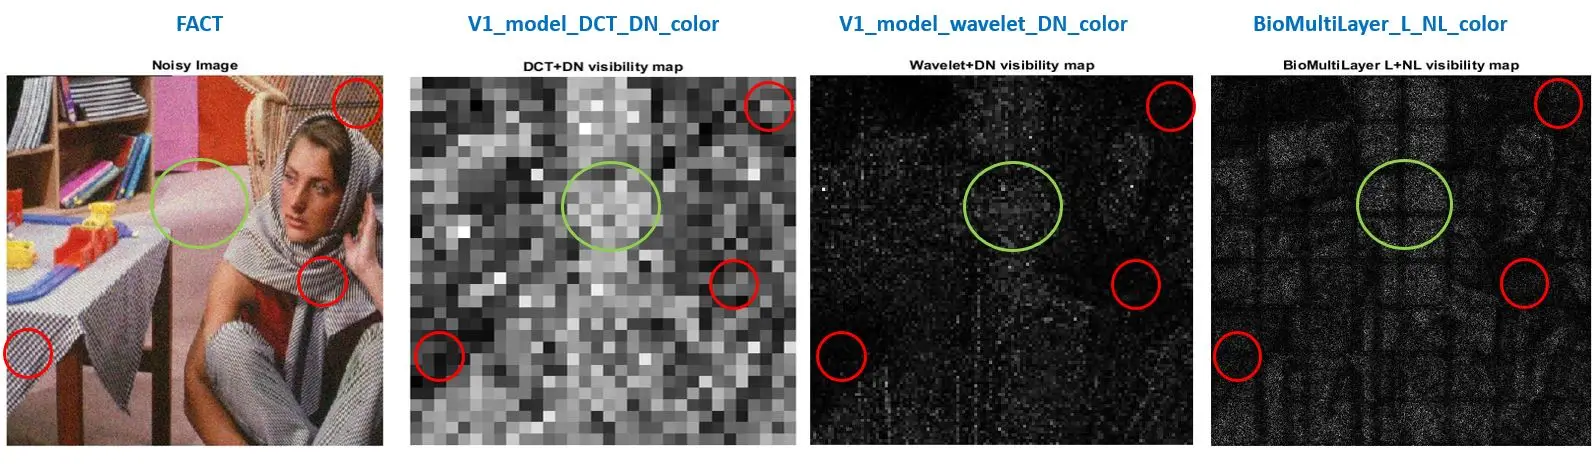 FACT
V1_model_DCT_DN_color
V1_model_wavelet_DN_color
BioMultiLayer_L_NL_color
Noisy Image
DCT+DN visibility map
Wavelet+DN visibility map
BioMultiLayer L+NL visibility map